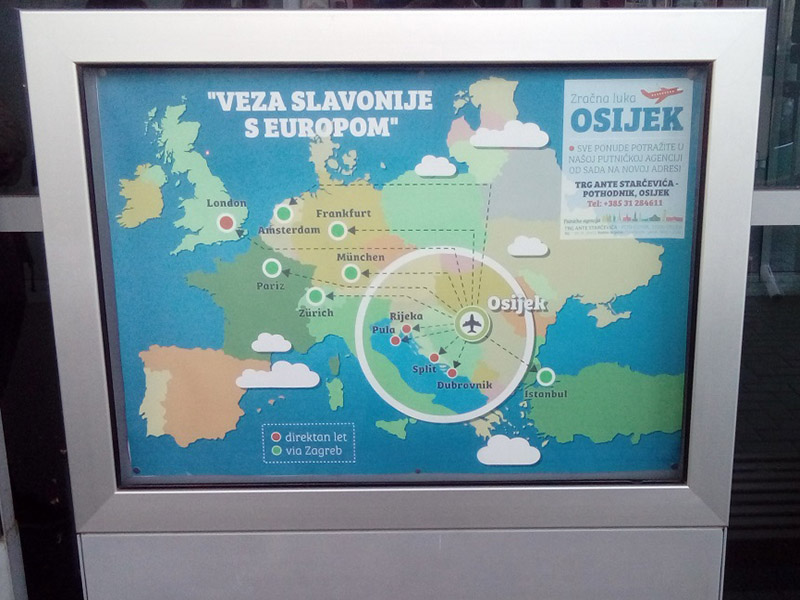 "VEZA SLAVONIJE
S EUROPOM"
Zračna luka
OSIJEK
SVE PONUDE POTRAŽITE U
NAŠOJ PUTNIČKOJ AGENCIJI
OD SADA NA NOVOJ ADRESI
TRG ANTE STARČEVIĆA -
POTHODNIK, OSIJEK
Tel: +385 31 284611
London
Amsterdam
Frankfurt
München
Pariz
Zürich
Osijek
Rijeka
Pula
Split
Dubrovnik
Istanbul
direktan let
via Zagreb